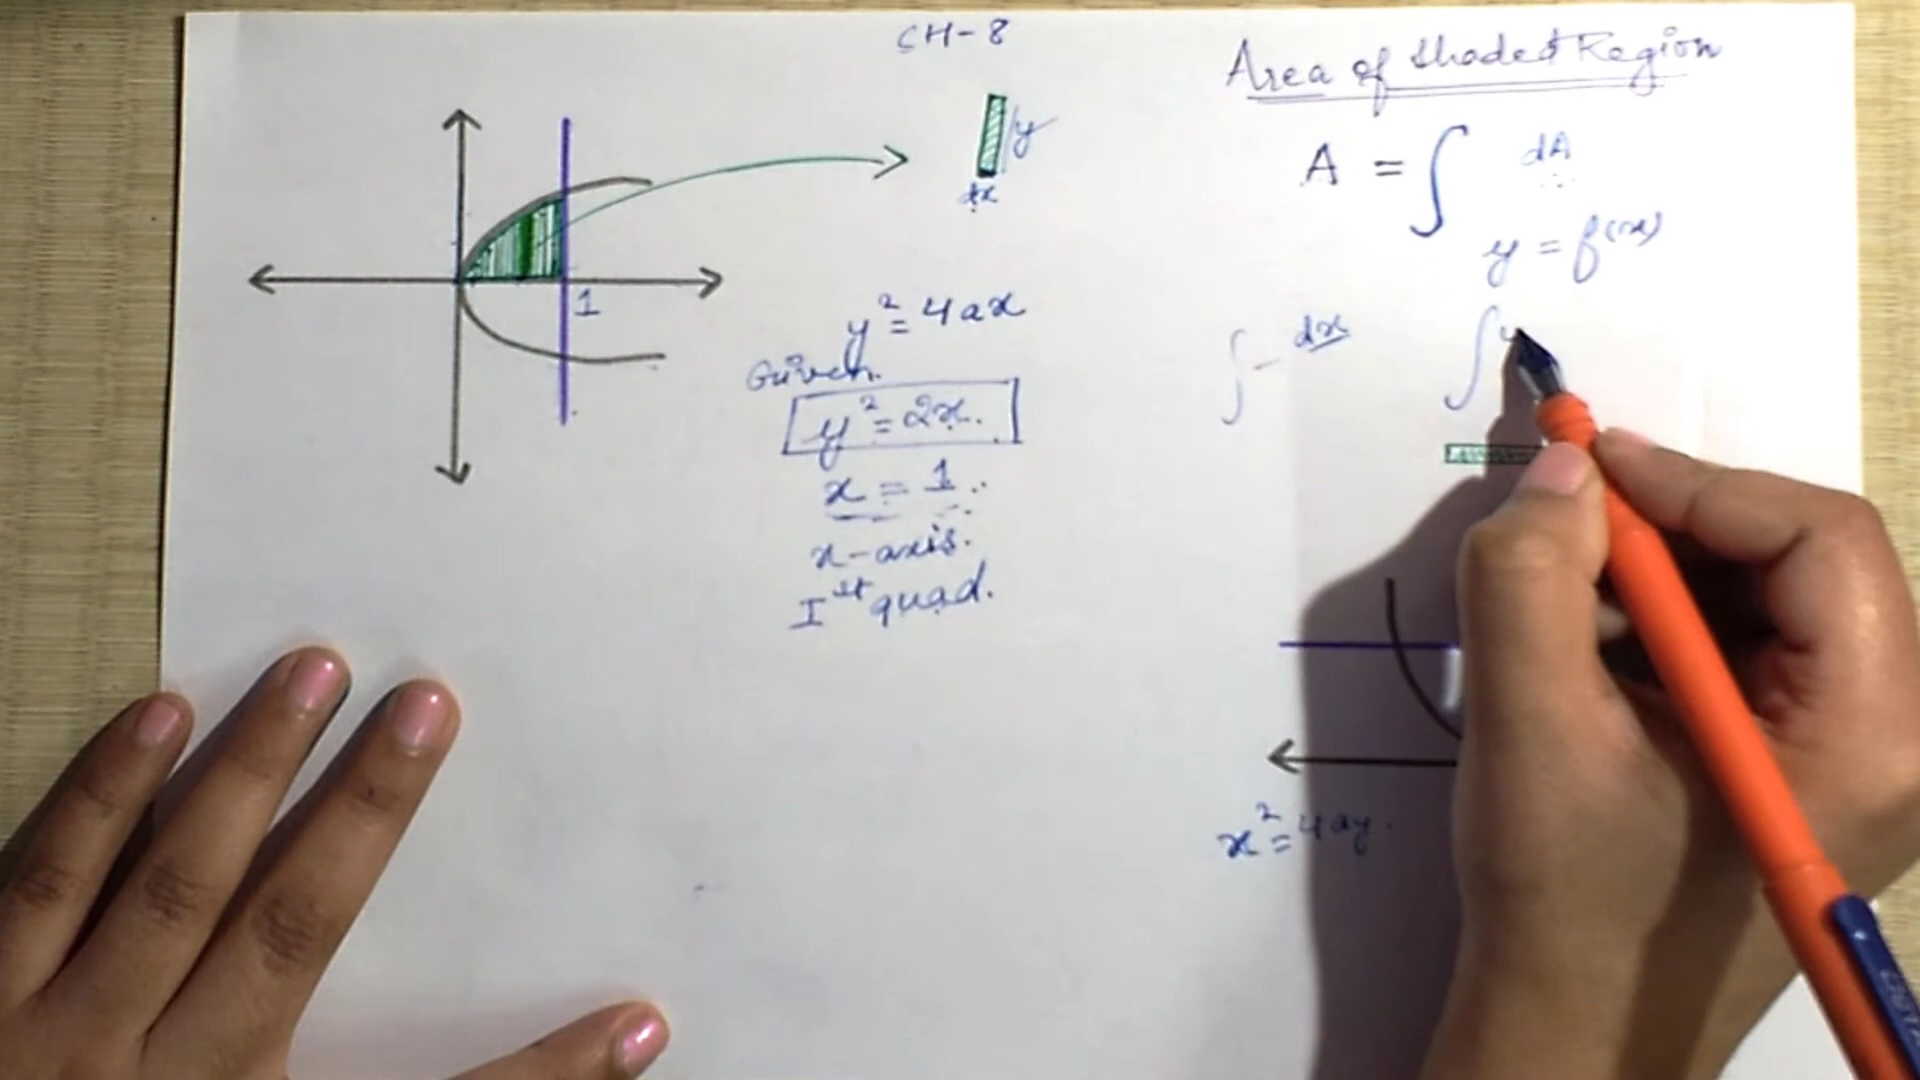 CH-8
Area of Shaded Region
y
dx
A = ∫ dA
y = f(x)
1
y² = 4ax
Given.
y² = 2x.
x = 1
x-axis.
Iˢᵗ quad.
∫ - dx
∫ y
x² = 4ay.